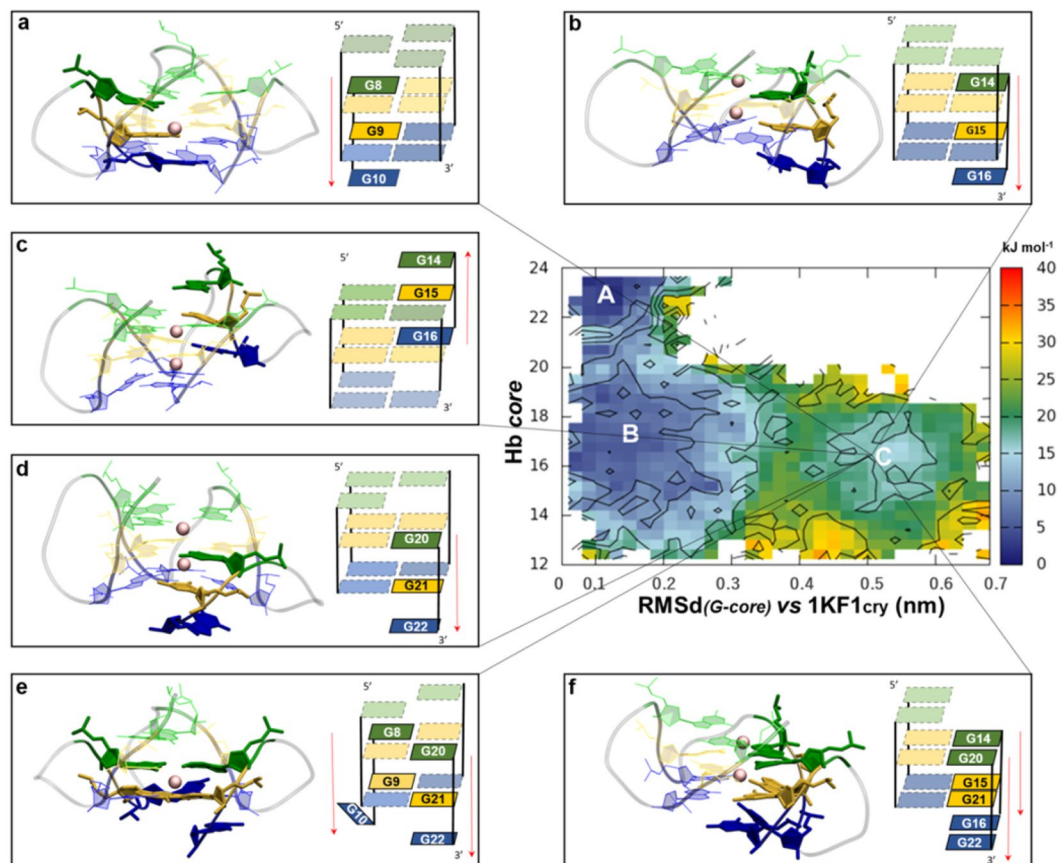 a
5'
G8
G9
G10
3'
b
5'
G14
G15
G16
3'
c
5'
G14
G15
G16
3'
d
5'
G20
G21
G22
3'
e
5'
G8
G20
G9
G21
G10
G22
3'
f
5'
G14
G20
G15
G21
G16
G22
3'
kJ mol⁻¹
40
35
30
25
20
15
10
5
0
Hb core
24
22
20
18
16
14
12
A
B
C
0 0.1 0.2 0.3 0.4 0.5 0.6 0.7
RMSd(G-core) vs 1KF1cry (nm)